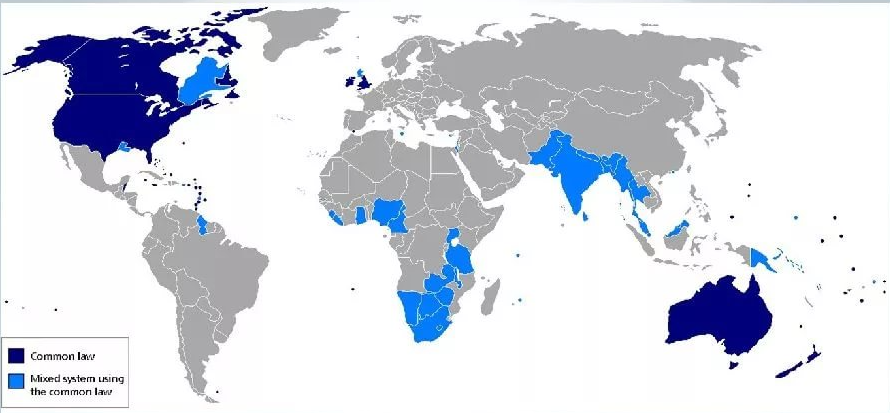 Common law
Mixed system using
the common law